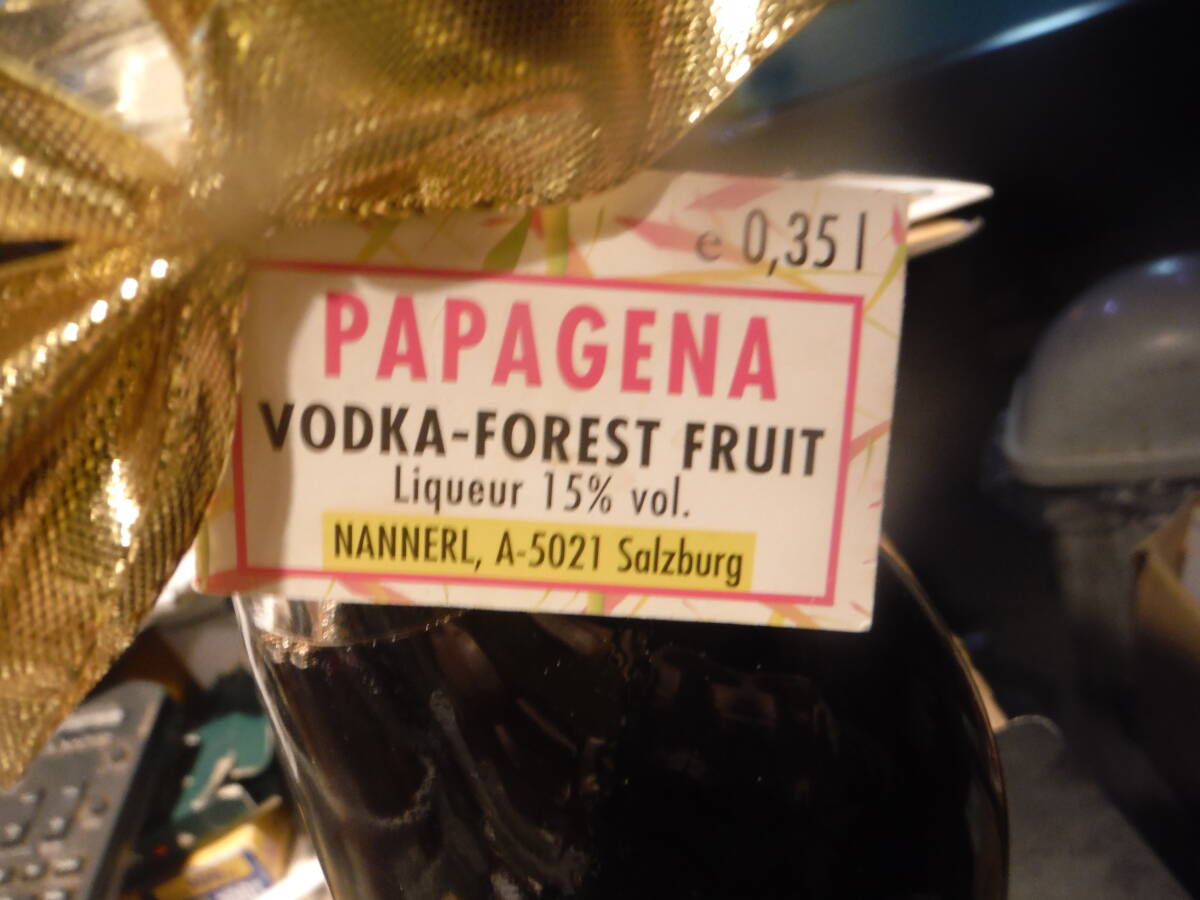 ℮ 0,35 l
PAPAGENA
VODKA-FOREST FRUIT
Liqueur 15% vol.
NANNERL, A-5021 Salzburg